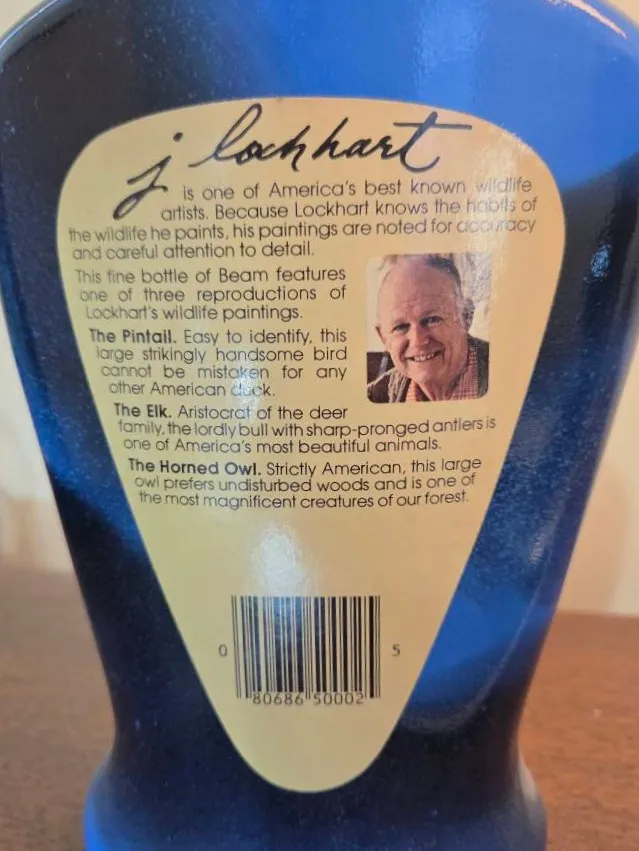 j lockhart
is one of America's best known wildlife
artists. Because Lockhart knows the habits of
the wildlife he paints, his paintings are noted for accuracy
and careful attention to detail.
This fine bottle of Beam features
one of three reproductions of
Lockhart's wildlife paintings.
The Pintail. Easy to identify, this
large strikingly handsome bird
cannot be mistaken for any
other American duck.
The Elk. Aristocrat of the deer
family, the lordly bull with sharp-pronged antlers is
one of America's most beautiful animals.
The Horned Owl. Strictly American, this large
owl prefers undisturbed woods and is one of
the most magnificent creatures of our forest.
0 80686 50002 5